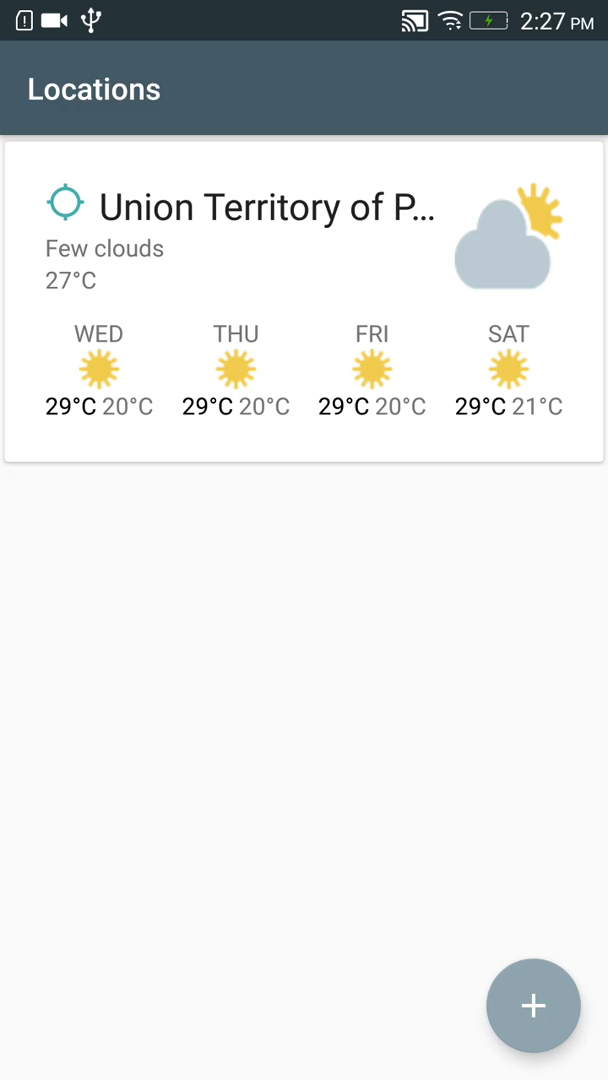 2:27 PM
Locations
Union Territory of P...
Few clouds
27°C
WED THU FRI SAT
29°C 20°C 29°C 20°C 29°C 20°C 29°C 21°C